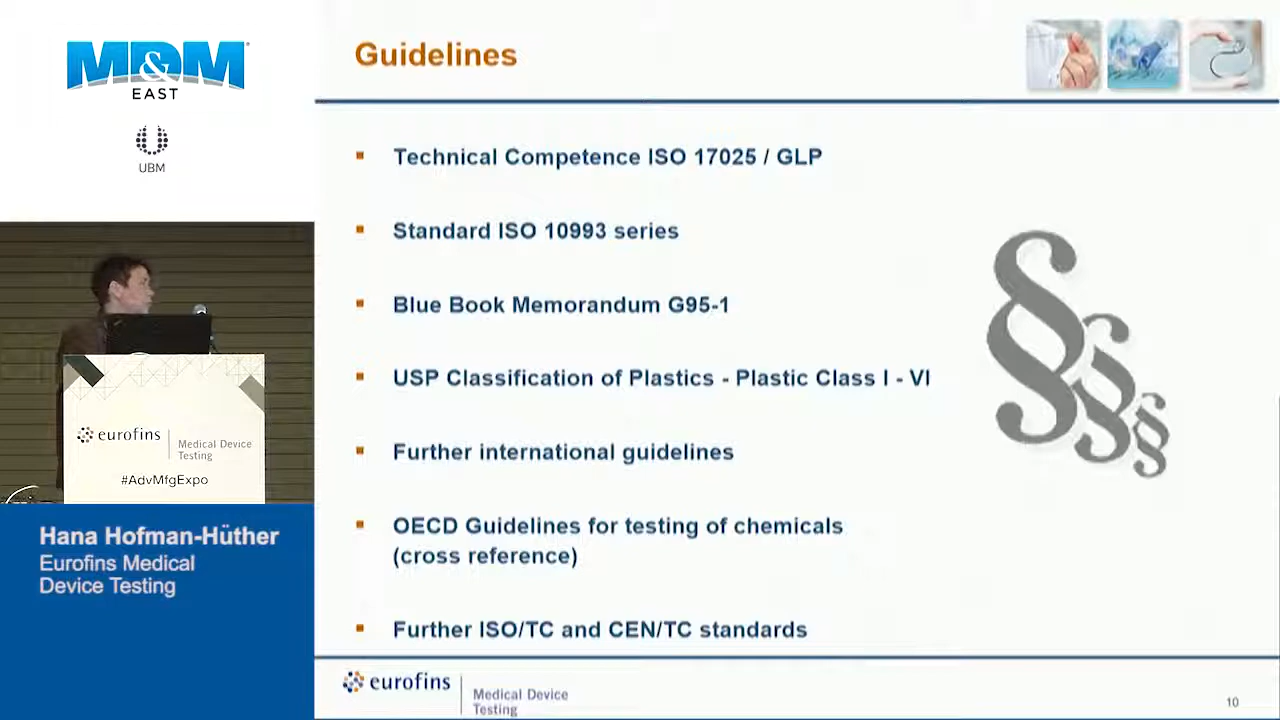 MD&M
EAST
UBM
eurofins
Medical Device
Testing
#AdvMfgExpo
Hana Hofman-Hüther
Eurofins Medical
Device Testing
Guidelines
Technical Competence ISO 17025 / GLP
Standard ISO 10993 series
Blue Book Memorandum G95-1
USP Classification of Plastics - Plastic Class I - VI
Further international guidelines
OECD Guidelines for testing of chemicals
(cross reference)
Further ISO/TC and CEN/TC standards
§§§
eurofins
Medical Device
Testing
10